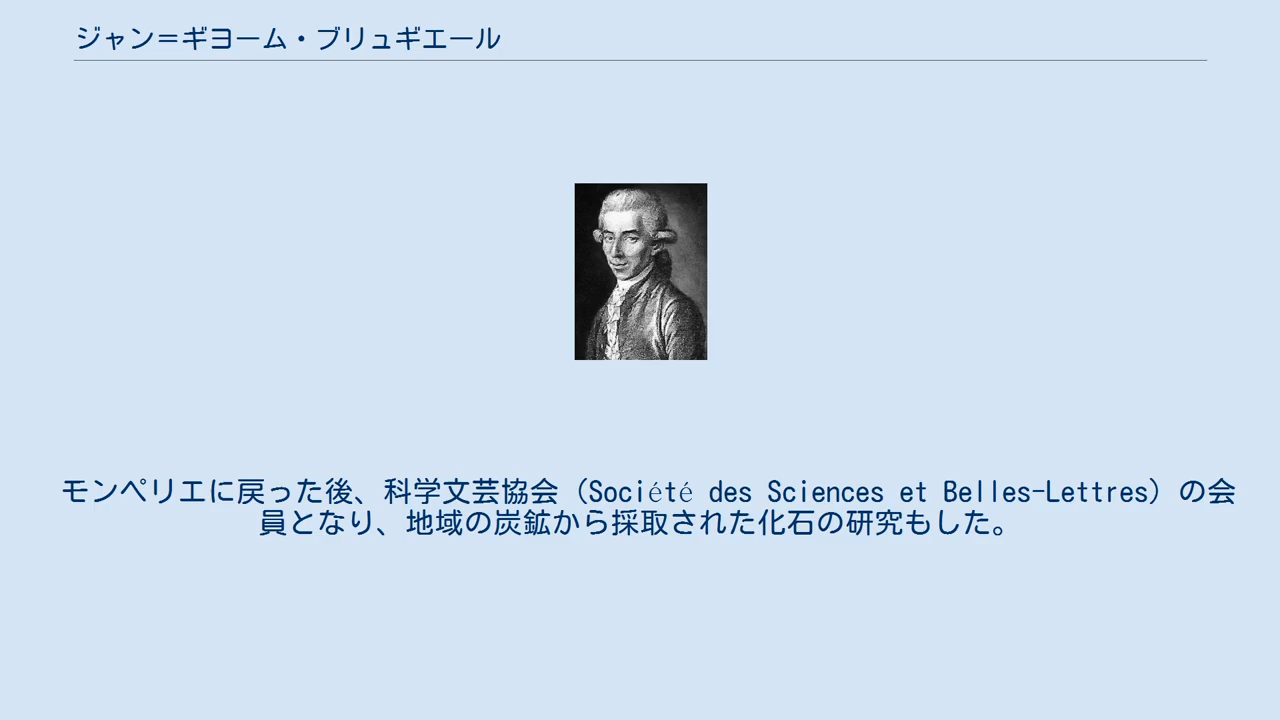 ジャン＝ギヨーム・ブリュギエール
モンペリエに戻った後、科学文芸協会（Société des Sciences et Belles-Lettres）の会
員となり、地域の炭鉱から採取された化石の研究もした。